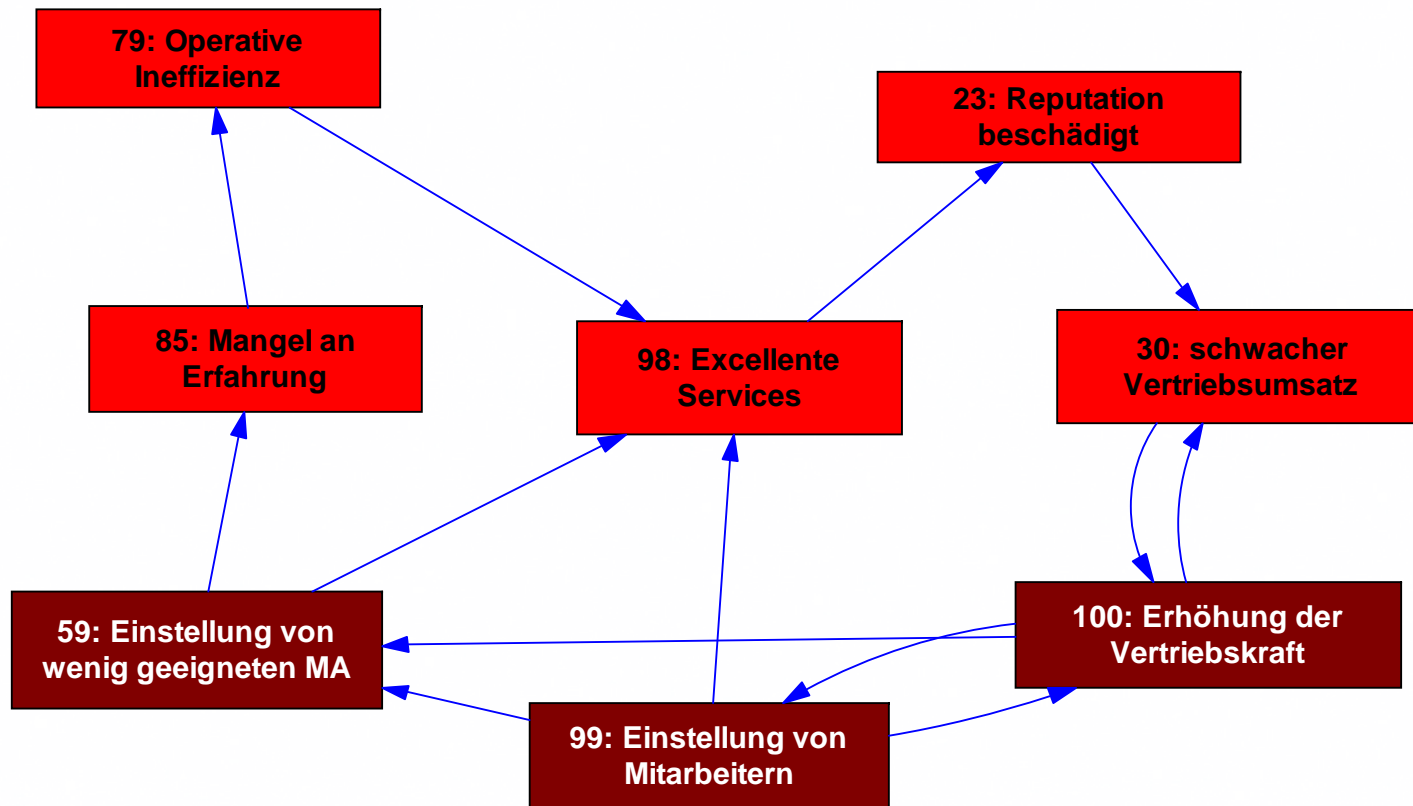 79: Operative
Ineffizienz
23: Reputation
beschädigt
85: Mangel an
Erfahrung
98: Excellente
Services
30: schwacher
Vertriebsumsatz
59: Einstellung von
wenig geeigneten MA
100: Erhöhung der
Vertriebskraft
99: Einstellung von
Mitarbeitern